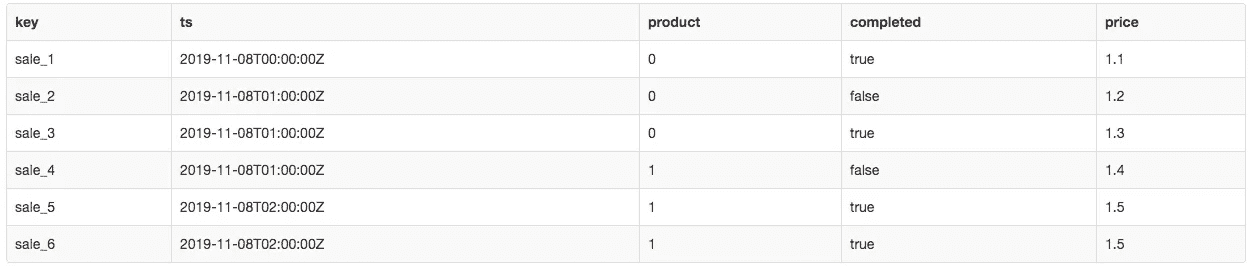 key ts product completed price
sale_1 2019-11-08T00:00:00Z 0 true 1.1
sale_2 2019-11-08T01:00:00Z 0 false 1.2
sale_3 2019-11-08T01:00:00Z 0 true 1.3
sale_4 2019-11-08T01:00:00Z 1 false 1.4
sale_5 2019-11-08T02:00:00Z 1 true 1.5
sale_6 2019-11-08T02:00:00Z 1 true 1.5